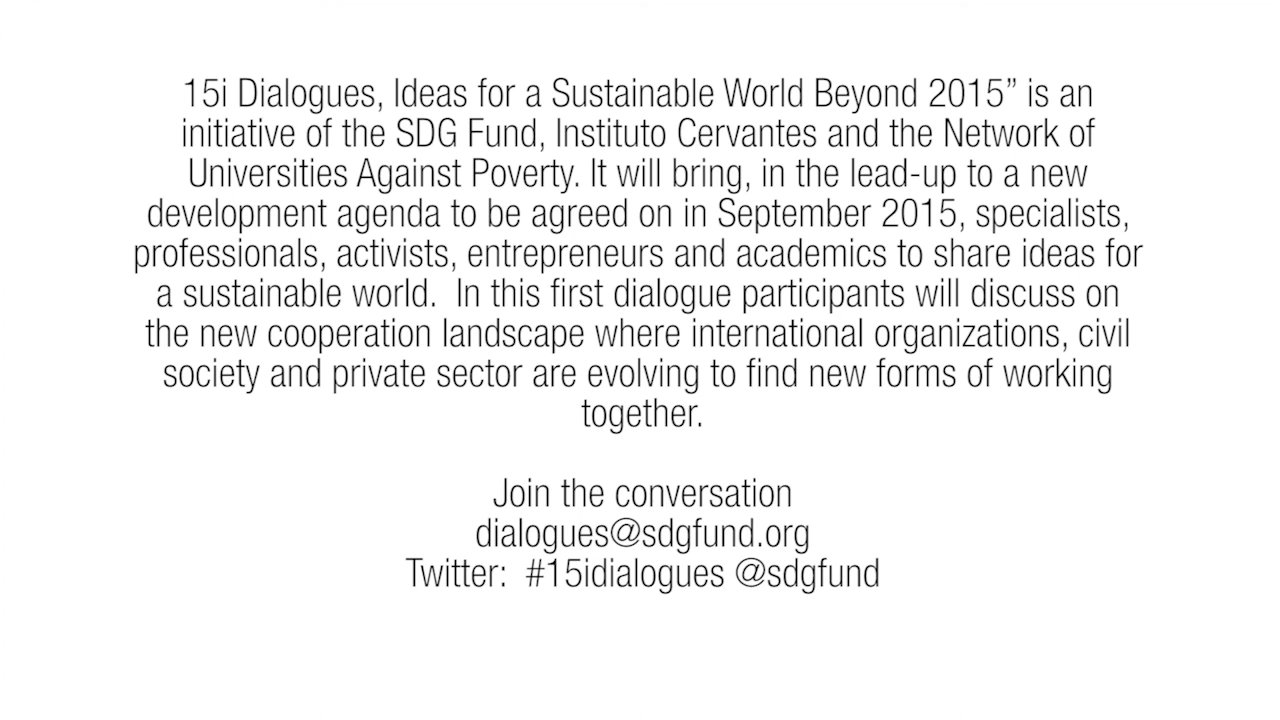 15i Dialogues, Ideas for a Sustainable World Beyond 2015” is an
initiative of the SDG Fund, Instituto Cervantes and the Network of
Universities Against Poverty. It will bring, in the lead-up to a new
development agenda to be agreed on in September 2015, specialists,
professionals, activists, entrepreneurs and academics to share ideas for
a sustainable world.  In this first dialogue participants will discuss on
the new cooperation landscape where international organizations, civil
society and private sector are evolving to find new forms of working
together.
Join the conversation
dialogues@sdgfund.org
Twitter:  #15idialogues @sdgfund